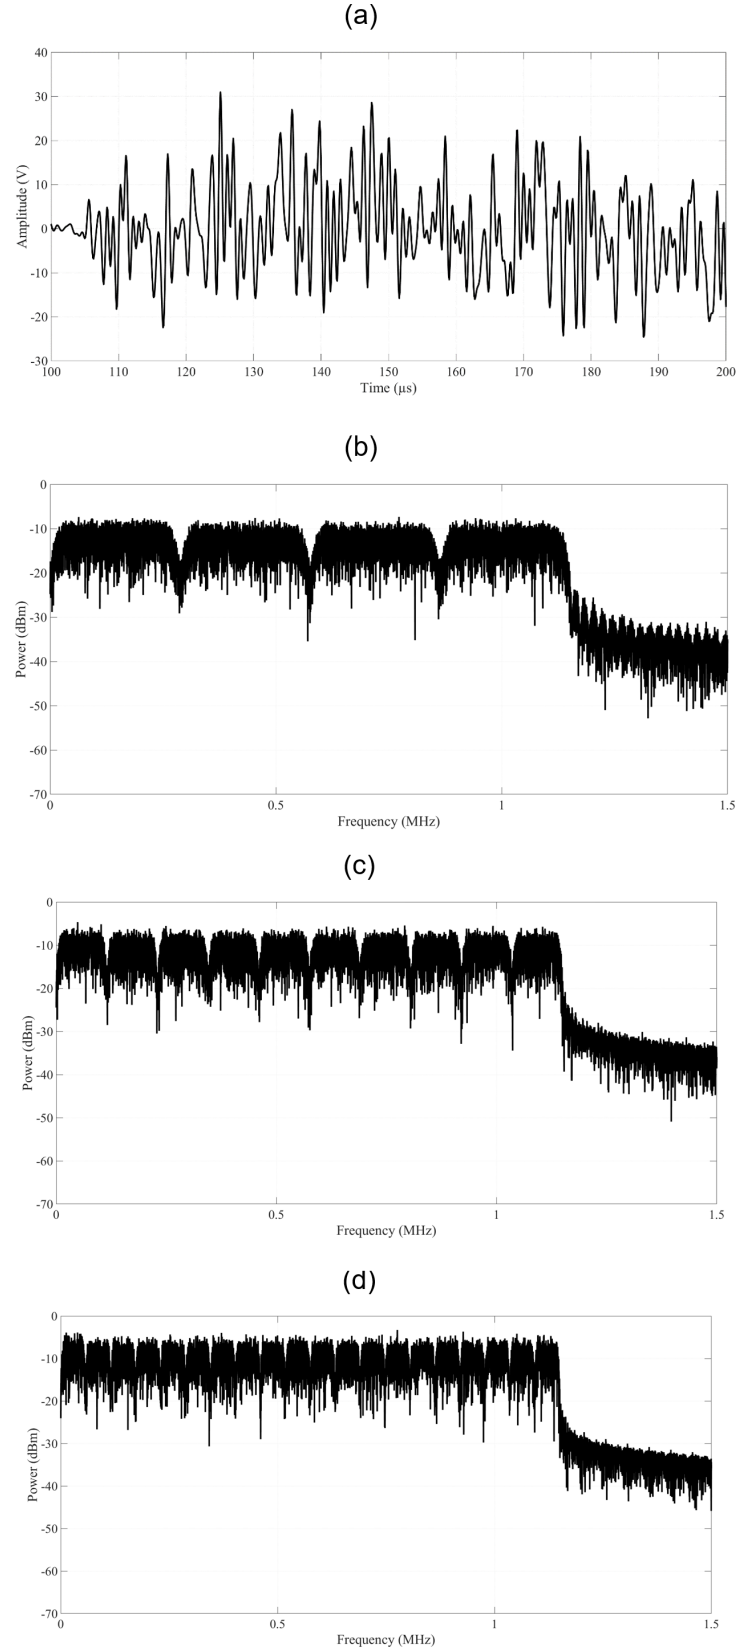 (a)
40
30
20
10
0
-10
-20
-30
Amplitude (V)
100 110 120 130 140 150 160 170 180 190 200
Time (µs)
(b)
0
-10
-20
-30
-40
-50
-60
-70
Power (dBm)
0 0.5 1 1.5
Frequency (MHz)
(c)
0
-10
-20
-30
-40
-50
-60
-70
Power (dBm)
0 0.5 1 1.5
Frequency (MHz)
(d)
0
-10
-20
-30
-40
-50
-60
-70
Power (dBm)
0 0.5 1 1.5
Frequency (MHz)